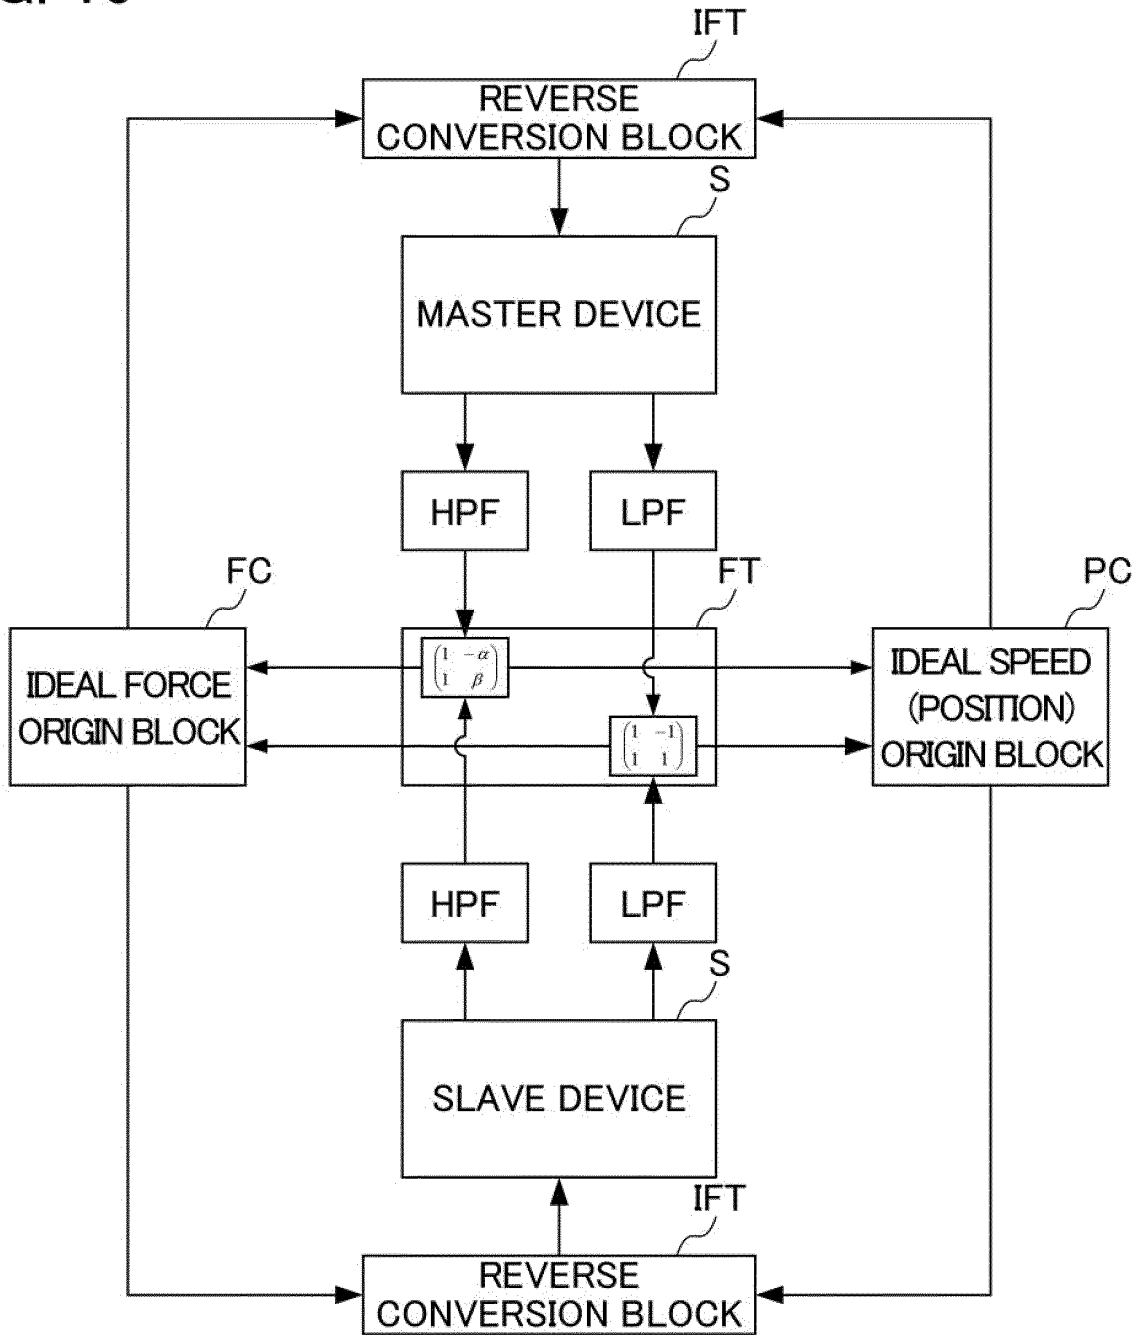 IFT
REVERSE
CONVERSION BLOCK
S
MASTER DEVICE
HPF
LPF
FC
FT
PC
IDEAL FORCE
ORIGIN BLOCK
1 -α
1 β
1 -1
1 1
IDEAL SPEED
(POSITION)
ORIGIN BLOCK
HPF
LPF
S
SLAVE DEVICE
IFT
REVERSE
CONVERSION BLOCK